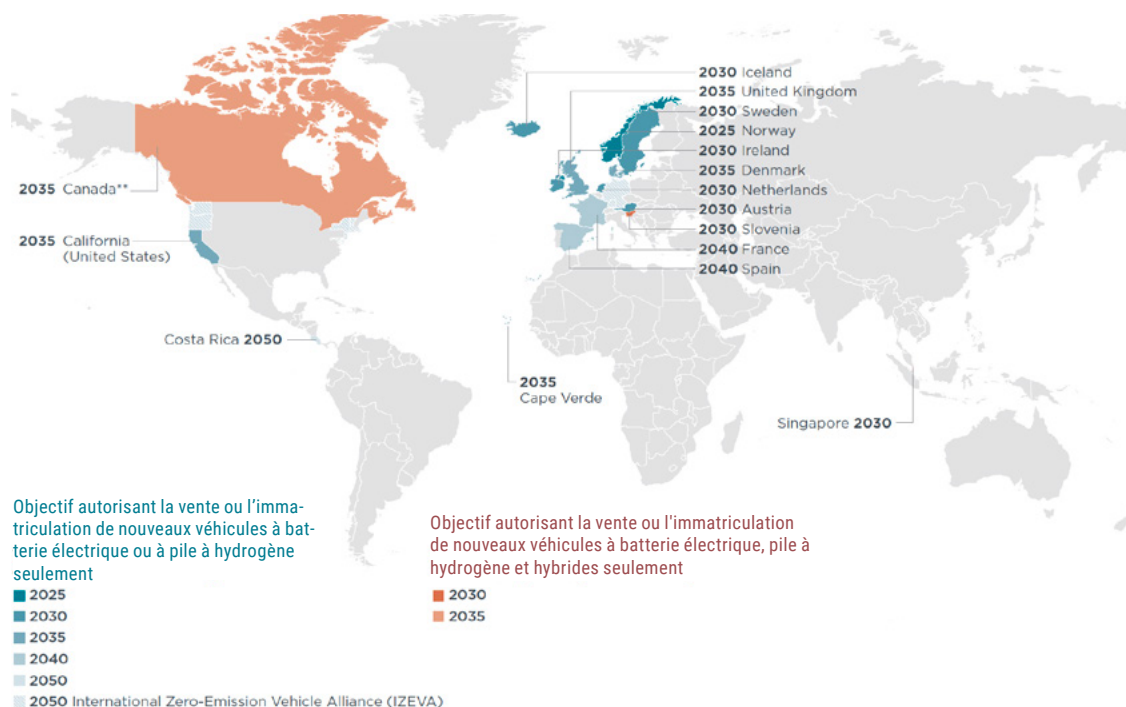 2030 Iceland
2035 United Kingdom
2030 Sweden
2025 Norway
2030 Ireland
2035 Denmark
2030 Netherlands
2030 Austria
2030 Slovenia
2040 France
2040 Spain
2035 Canada**
2035 California
(United States)
Costa Rica 2050
2035
Cape Verde
Singapore 2030
Objectif autorisant la vente ou l’imma-
triculation de nouveaux véhicules à bat-
terie électrique ou à pile à hydrogène
seulement
2025
2030
2035
2040
2050
2050 International Zero-Emission Vehicle Alliance (IZEVA)
Objectif autorisant la vente ou l'immatriculation
de nouveaux véhicules à batterie électrique, pile à
hydrogène et hybrides seulement
2030
2035